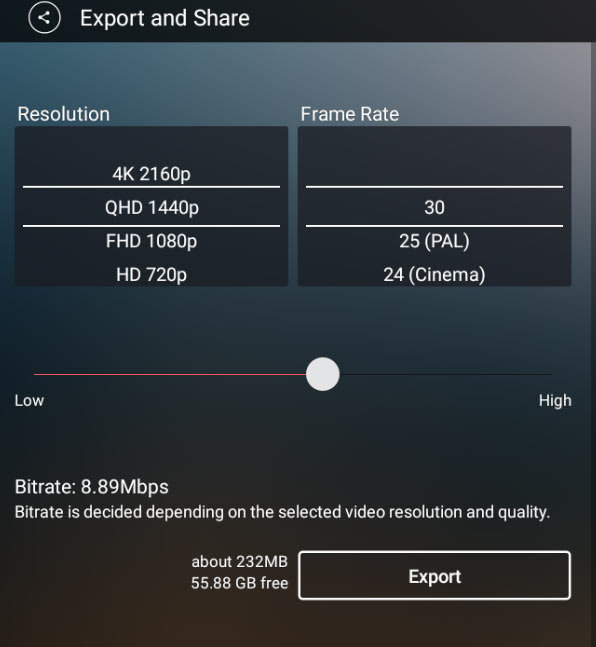 Export and Share
Resolution
Frame Rate
4K 2160p
QHD 1440p
FHD 1080p
HD 720p
30
25 (PAL)
24 (Cinema)
Low
High
Bitrate: 8.89Mbps
Bitrate is decided depending on the selected video resolution and quality.
about 232MB
55.88 GB free
Export